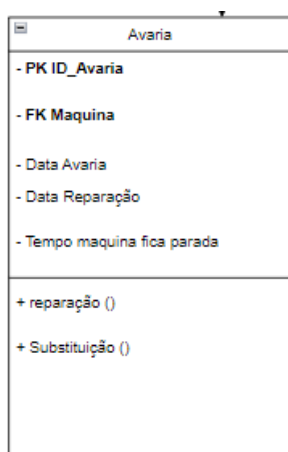 Avaria
- PK ID_Avaria
- FK Maquina
- Data Avaria
- Data Reparação
- Tempo maquina fica parada
+ reparação ()
+ Substituição ()